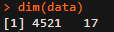 > dim(data)
[1] 4521   17